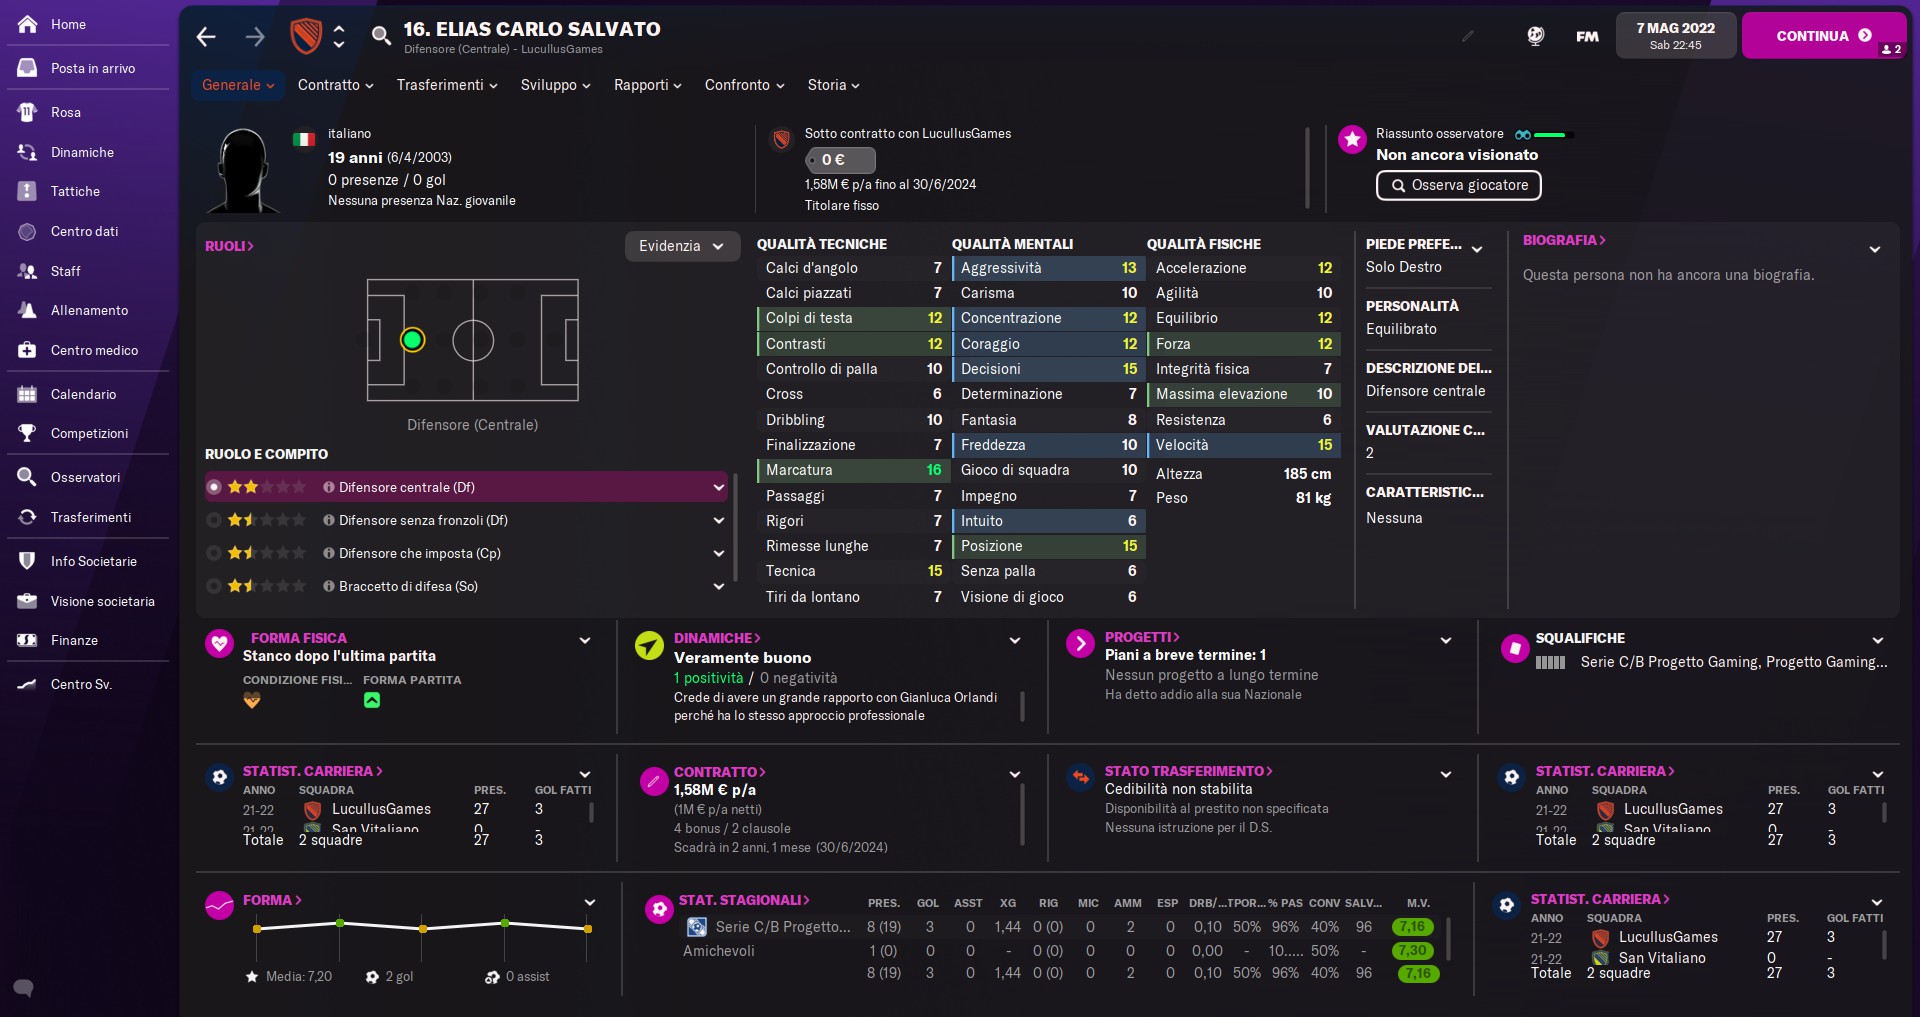 Home
Posta in arrivo
Rosa
Dinamiche
Tattiche
Centro dati
Staff
Allenamento
Centro medico
Calendario
Competizioni
Osservatori
Trasferimenti
Info Societarie
Visione societaria
Finanze
Centro Sv.
16. ELIAS CARLO SALVATO
Difensore (Centrale) - LucullusGames
FM
7 MAG 2022
Sab 22:45
CONTINUA
2
Generale
Contratto
Trasferimenti
Sviluppo
Rapporti
Confronto
Storia
italiano
19 anni (6/4/2003)
0 presenze / 0 gol
Nessuna presenza Naz. giovanile
Sotto contratto con LucullusGames
0 €
1,58M € p/a fino al 30/6/2024
Titolare fisso
Riassunto osservatore
Non ancora visionato
Osserva giocatore
RUOLI
Evidenzia
Difensore (Centrale)
RUOLO E COMPITO
Difensore centrale (Df)
Difensore senza fronzoli (Df)
Difensore che imposta (Cp)
Braccetto di difesa (So)
QUALITÀ TECNICHE
Calci d'angolo 7
Calci piazzati 7
Colpi di testa 12
Contrasti 12
Controllo di palla 10
Cross 6
Dribbling 10
Finalizzazione 7
Marcatura 16
Passaggi 7
Rigori 7
Rimesse lunghe 7
Tecnica 15
Tiri da lontano 7
QUALITÀ MENTALI
Aggressività 13
Carisma 10
Concentrazione 12
Coraggio 12
Decisioni 15
Determinazione 7
Fantasia 8
Freddezza 10
Gioco di squadra 10
Impegno 7
Intuito 6
Posizione 15
Senza palla 6
Visione di gioco 6
QUALITÀ FISICHE
Accelerazione 12
Agilità 10
Equilibrio 12
Forza 12
Integrità fisica 7
Massima elevazione 10
Resistenza 6
Velocità 15
Altezza 185 cm
Peso 81 kg
PIEDE PREFE...
Solo Destro
PERSONALITÀ
Equilibrato
DESCRIZIONE DEI...
Difensore centrale
VALUTAZIONE C...
2
CARATTERISTIC...
Nessuna
BIOGRAFIA
Questa persona non ha ancora una biografia.
FORMA FISICA
Stanco dopo l'ultima partita
CONDIZIONE FISI... FORMA PARTITA
DINAMICHE
Veramente buono
1 positività / 0 negatività
Crede di avere un grande rapporto con Gianluca Orlandi
perché ha lo stesso approccio professionale
PROGETTI
Piani a breve termine: 1
Nessun progetto a lungo termine
Ha detto addio alla sua Nazionale
SQUALIFICHE
Serie C/B Progetto Gaming, Progetto Gaming...
STATIST. CARRIERA
ANNO SQUADRA PRES. GOL FATTI
21-22 LucullusGames 27 3
21-22 San Vitaliano 0 -
Totale 2 squadre 27 3
CONTRATTO
1,58M € p/a
(1M € p/a netti)
4 bonus / 2 clausole
Scadrà in 2 anni, 1 mese (30/6/2024)
STATO TRASFERIMENTO
Cedibilità non stabilita
Disponibilità al prestito non specificata
Nessuna istruzione per il D.S.
STATIST. CARRIERA
ANNO SQUADRA PRES. GOL FATTI
21-22 LucullusGames 27 3
21-22 San Vitaliano 0 -
Totale 2 squadre 27 3
FORMA
Media: 7,20 2 gol 0 assist
STAT. STAGIONALI
PRES. GOL ASST XG RIG MIC AMM ESP DRB/... TPOR... % PAS CONV SALV... M.V.
Serie C/B Progetto... 8 (19) 3 0 1,44 0 (0) 0 2 0 0,10 50% 96% 40% 96 7,16
Amichevoli 1 (0) 0 0 - 0 (0) 0 0 0 0,00 - 10..... 50% - 7,30
8 (19) 3 0 1,44 0 (0) 0 2 0 0,10 50% 96% 40% 96 7,16
STATIST. CARRIERA
ANNO SQUADRA PRES. GOL FATTI
21-22 LucullusGames 27 3
21-22 San Vitaliano 0 -
Totale 2 squadre 27 3